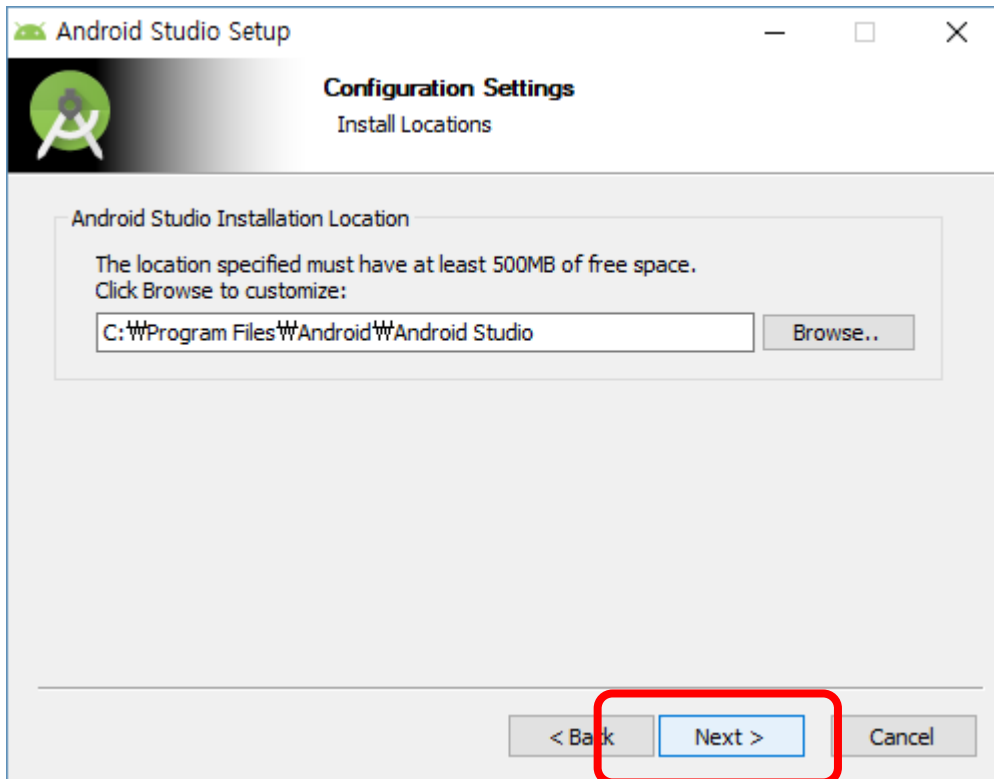 Android Studio Setup
Configuration Settings
Install Locations
Android Studio Installation Location
The location specified must have at least 500MB of free space.
Click Browse to customize:
C:₩Program Files₩Android₩Android Studio
Browse..
< Back
Next >
Cancel